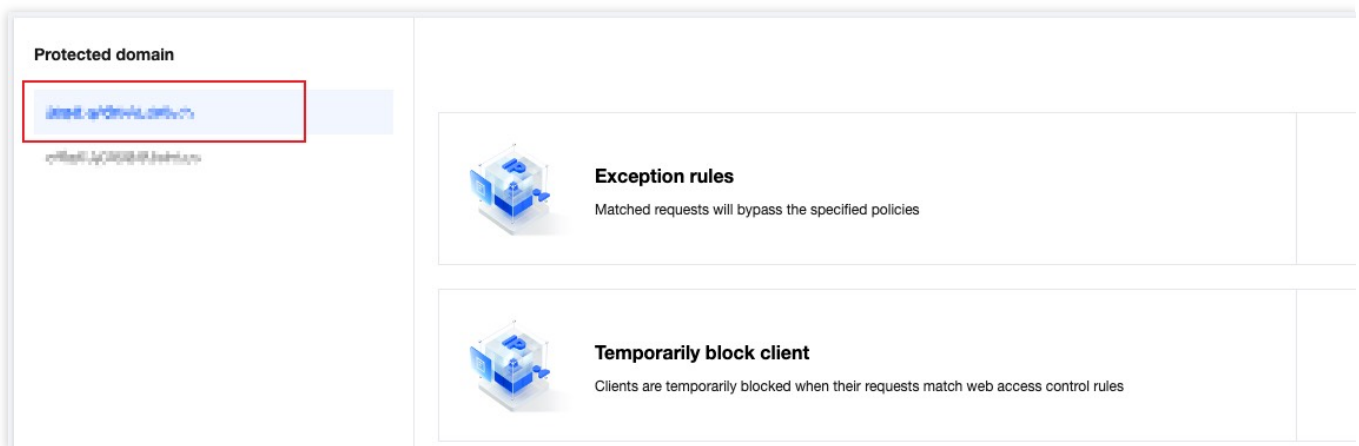 Protected domain
Exception rules
Matched requests will bypass the specified policies
Temporarily block client
Clients are temporarily blocked when their requests match web access control rules